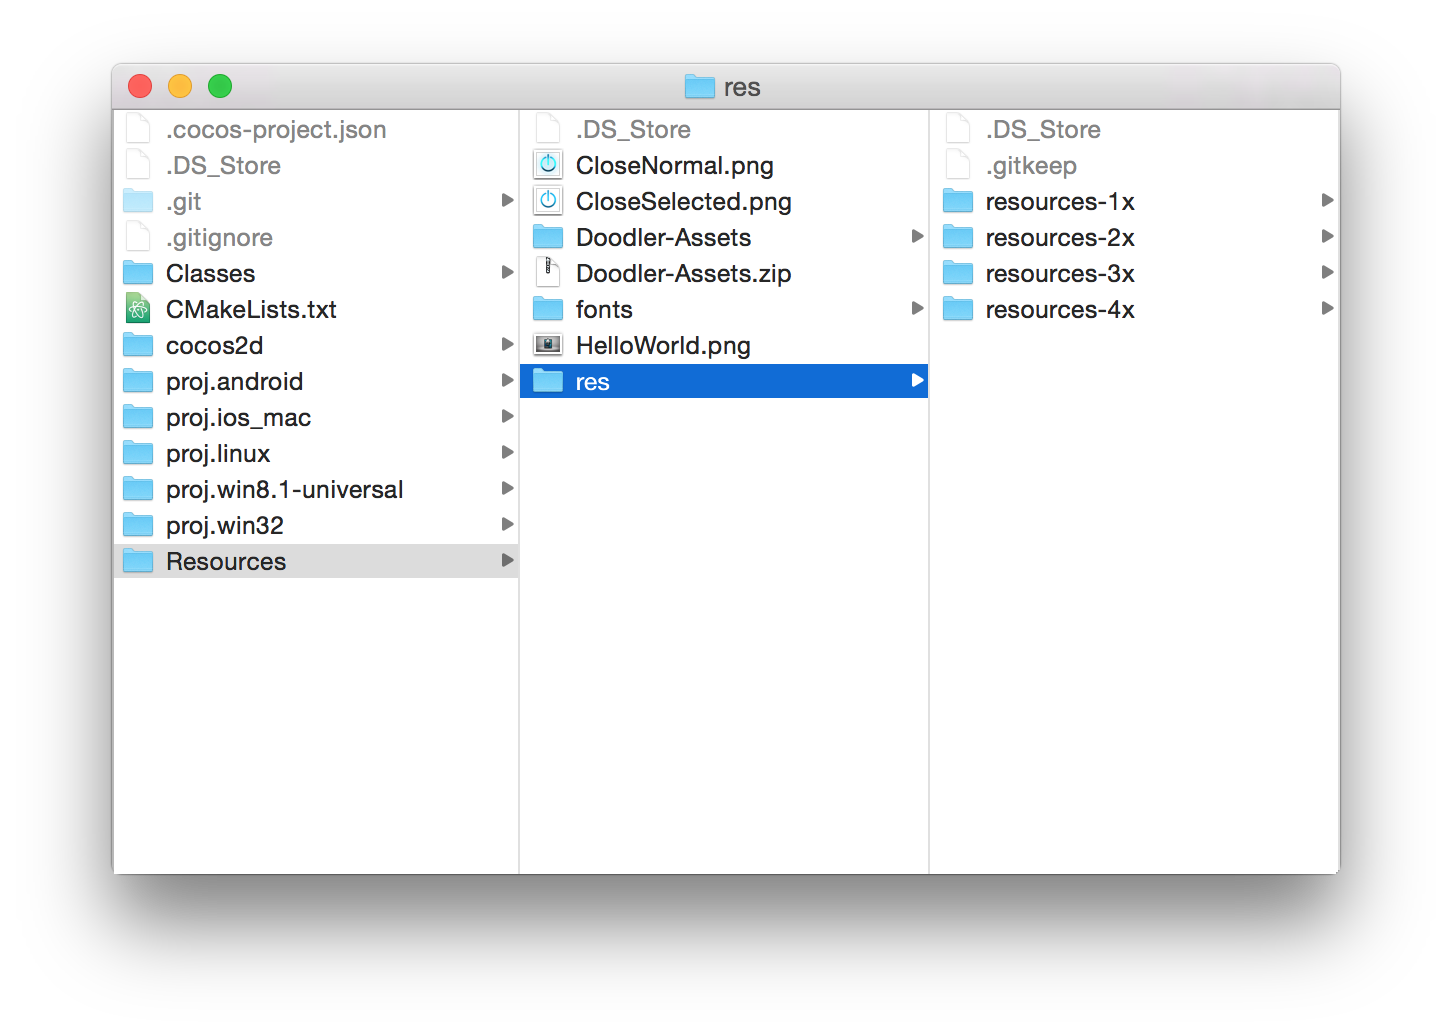 res
.cocos-project.json
.DS_Store
.git
.gitignore
Classes
CMakeLists.txt
cocos2d
proj.android
proj.ios_mac
proj.linux
proj.win8.1-universal
proj.win32
Resources
.DS_Store
CloseNormal.png
CloseSelected.png
Doodler-Assets
Doodler-Assets.zip
fonts
HelloWorld.png
res
.DS_Store
.gitkeep
resources-1x
resources-2x
resources-3x
resources-4x